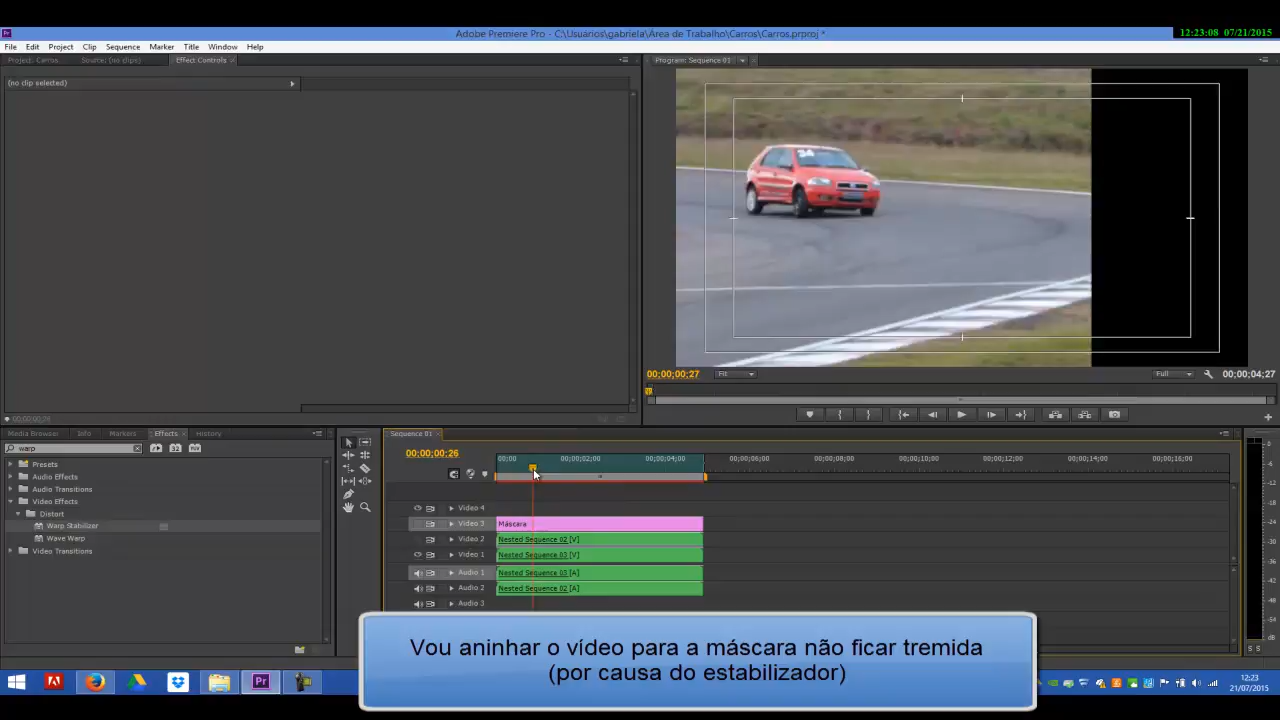 Adobe Premiere Pro - C:\Usuários\gabriela\Área de Trabalho\Carros\Carros.prproj *
12:23:08 07/21/2015
File Edit Project Clip Sequence Marker Title Window Help
Project: Carros Source: (no clips) Effect Controls
Program: Sequence 01
(no clip selected)
34
00;00;00;27 Fit Full 00;00;04;27
00;00;00;26
Media Browser Info Markers Effects History
Sequence 01
warp
00;00;00;26
00;00 00;00;02;00 00;00;04;00 00;00;06;00 00;00;08;00 00;00;10;00 00;00;12;00 00;00;14;00 00;00;16;00
Presets
Audio Effects
Audio Transitions
Video Effects
Distort
Warp Stabilizer
Wave Warp
Video Transitions
Video 4
Video 3 Máscara
Video 2 Nested Sequence 02 [V]
Video 1 Nested Sequence 03 [V]
Audio 1 Nested Sequence 03 [A]
Audio 2 Nested Sequence 02 [A]
Audio 3
S S
Vou aninhar o vídeo para a máscara não ficar tremida
(por causa do estabilizador)
Pr
12:23
21/07/2015